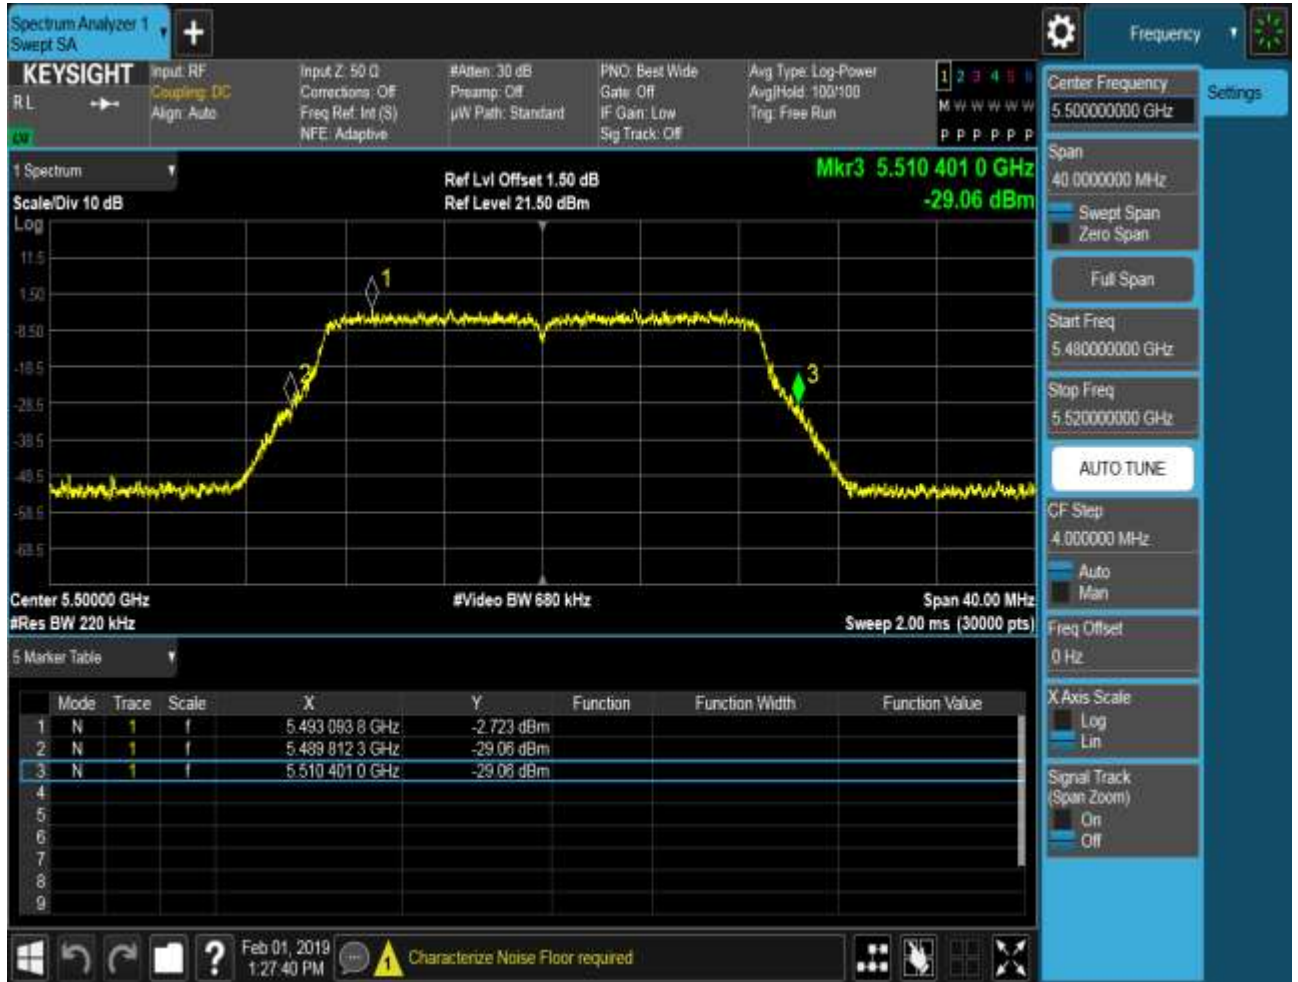 Spectrum Analyzer 1
Swept SA
+
Frequency
KEYSIGHT
RL
Input: RF
Coupling: DC
Align: Auto
Input Z: 50 Ω
Corrections: Off
Freq Ref: Int (S)
NFE: Adaptive
#Atten: 30 dB
Preamp: Off
µW Path: Standard
PNO: Best Wide
Gate: Off
IF Gain: Low
Sig Track: Off
Avg Type: Log-Power
Avg|Hold: 100/100
Trig: Free Run
1 2 3 4 5 6
M W W W W W
P P P P P P
1 Spectrum
Scale/Div 10 dB
Ref Lvl Offset 1.50 dB
Ref Level 21.50 dBm
Mkr3 5.510 401 0 GHz
-29.06 dBm
Log
11.5
1.50
-8.50
-18.5
-28.5
-38.5
-48.5
-58.5
-68.5
1
2
3
Center 5.50000 GHz
#Res BW 220 kHz
#Video BW 680 kHz
Span 40.00 MHz
Sweep 2.00 ms (30000 pts)
5 Marker Table
Mode Trace Scale X Y Function Function Width Function Value
1 N 1 f 5.493 093 8 GHz -2.723 dBm
2 N 1 f 5.489 812 3 GHz -29.06 dBm
3 N 1 f 5.510 401 0 GHz -29.06 dBm
4
5
6
7
8
9
Center Frequency
5.500000000 GHz
Settings
Span
40.0000000 MHz
Swept Span
Zero Span
Full Span
Start Freq
5.480000000 GHz
Stop Freq
5.520000000 GHz
AUTO TUNE
CF Step
4.000000 MHz
Auto
Man
Freq Offset
0 Hz
X Axis Scale
Log
Lin
Signal Track
(Span Zoom)
On
Off
?
Feb 01, 2019
1:27:40 PM
1
Characterize Noise Floor required